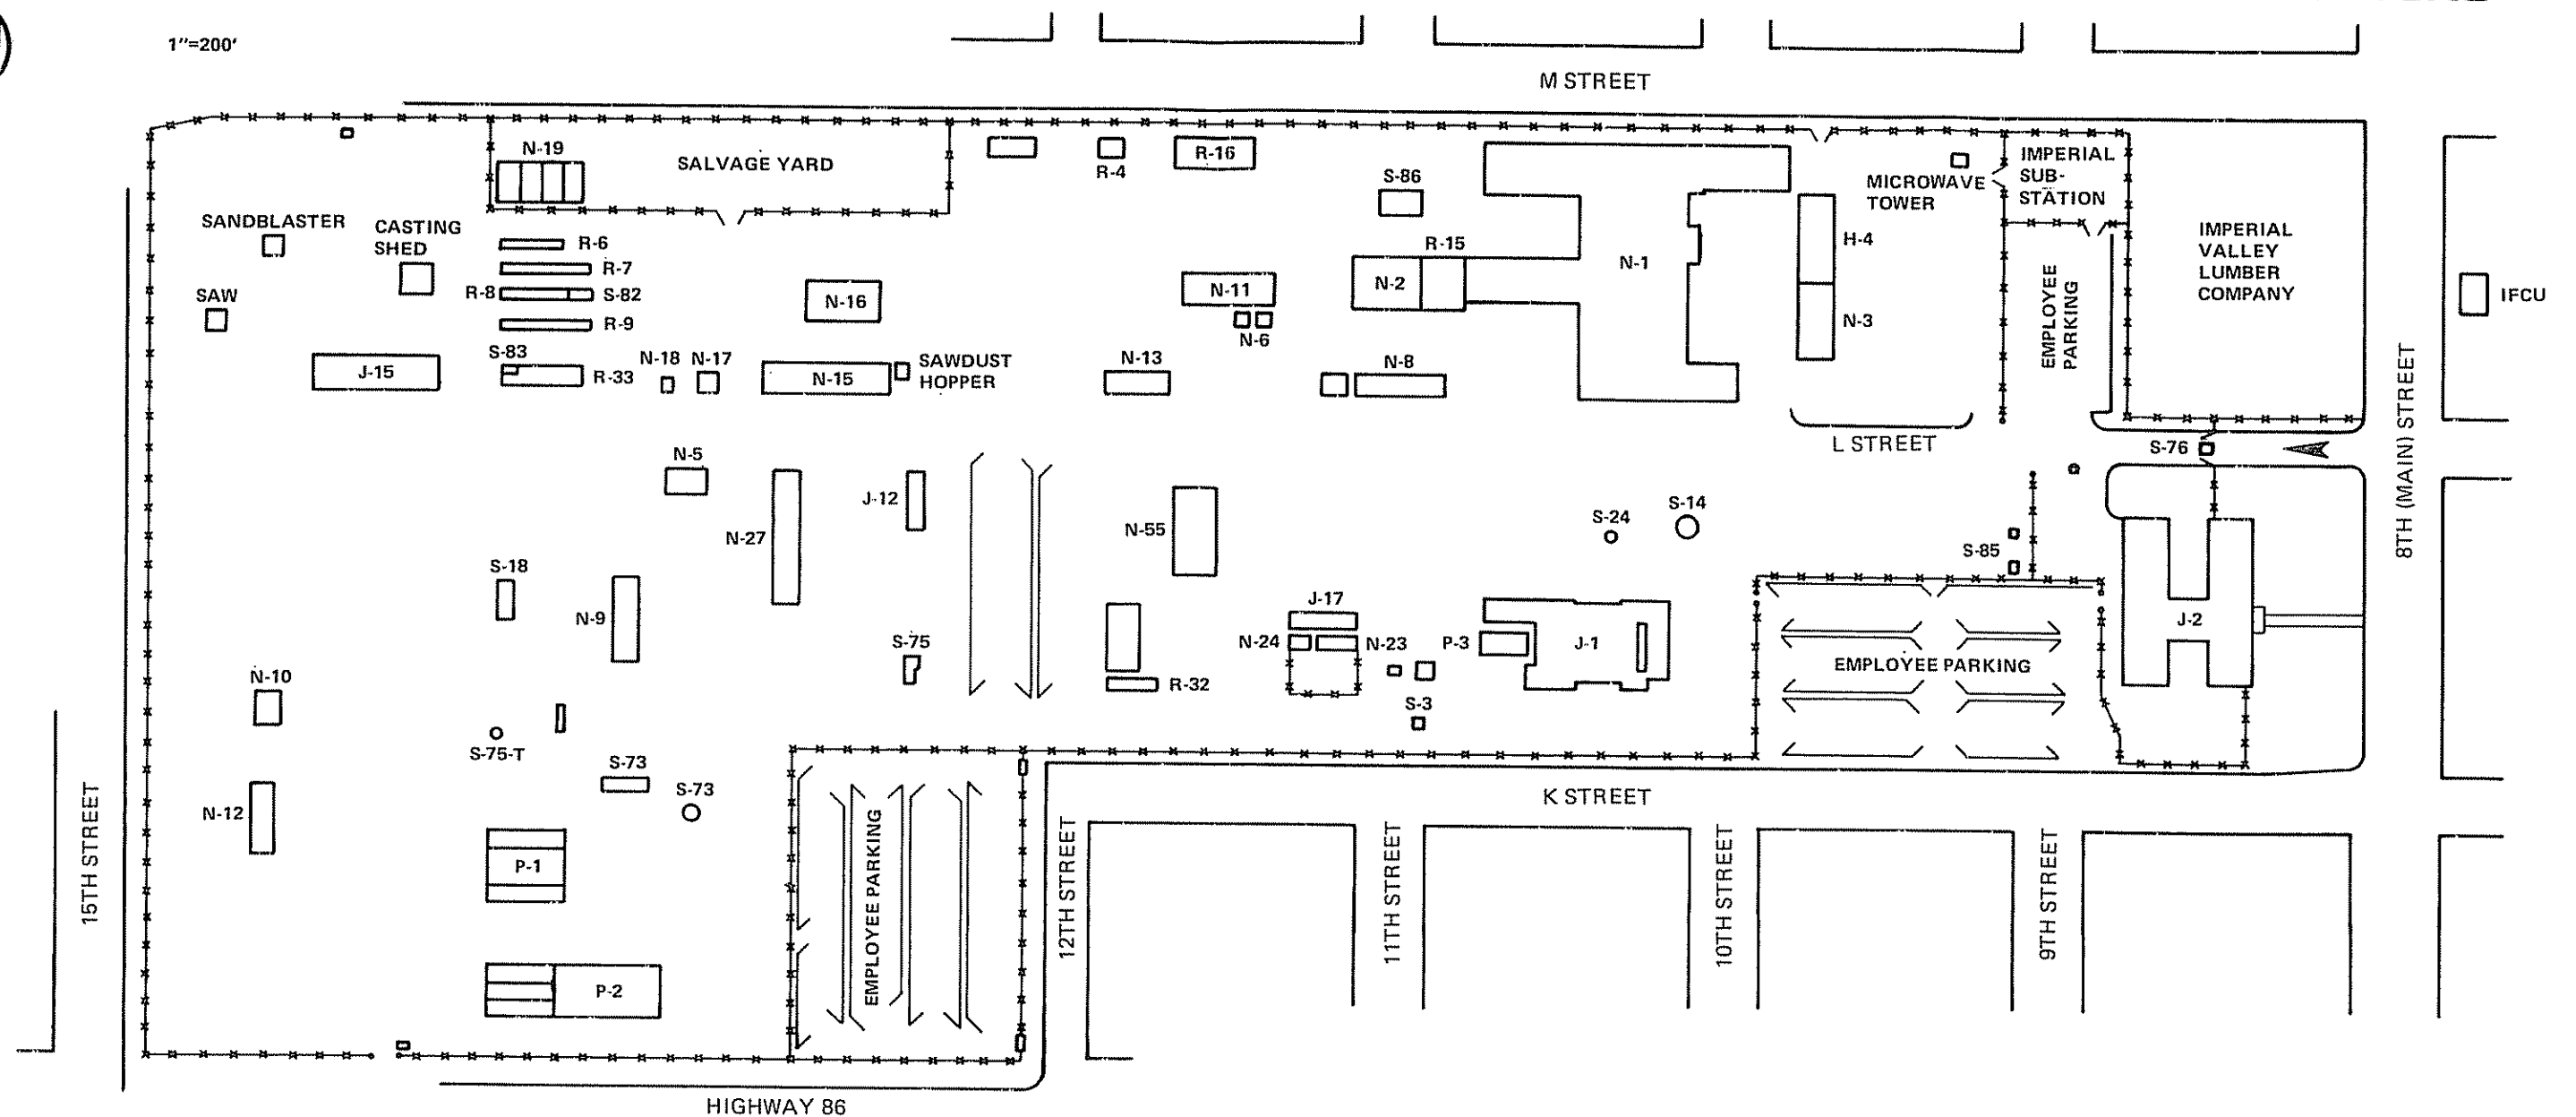 1"=200'
M STREET
N-19
SALVAGE YARD
R-4
R-16
S-86
MICROWAVE
TOWER
IMPERIAL
SUB-
STATION
SANDBLASTER
CASTING
SHED
R-6
R-7
R-8
S-82
R-9
SAW
N-16
N-11
N-6
N-2
R-15
N-1
H-4
N-3
EMPLOYEE
PARKING
IMPERIAL
VALLEY
LUMBER
COMPANY
IFCU
J-15
S-83
R-33
N-18
N-17
N-15
SAWDUST
HOPPER
N-13
N-8
L STREET
S-76
8TH (MAIN) STREET
N-5
N-27
J-12
N-55
S-24
S-14
S-85
S-18
N-9
S-75
J-17
N-24
N-23
P-3
J-1
J-2
EMPLOYEE PARKING
N-10
R-32
S-3
S-75-T
S-73
S-73
N-12
K STREET
15TH STREET
P-1
EMPLOYEE PARKING
12TH STREET
11TH STREET
10TH STREET
9TH STREET
P-2
HIGHWAY 86